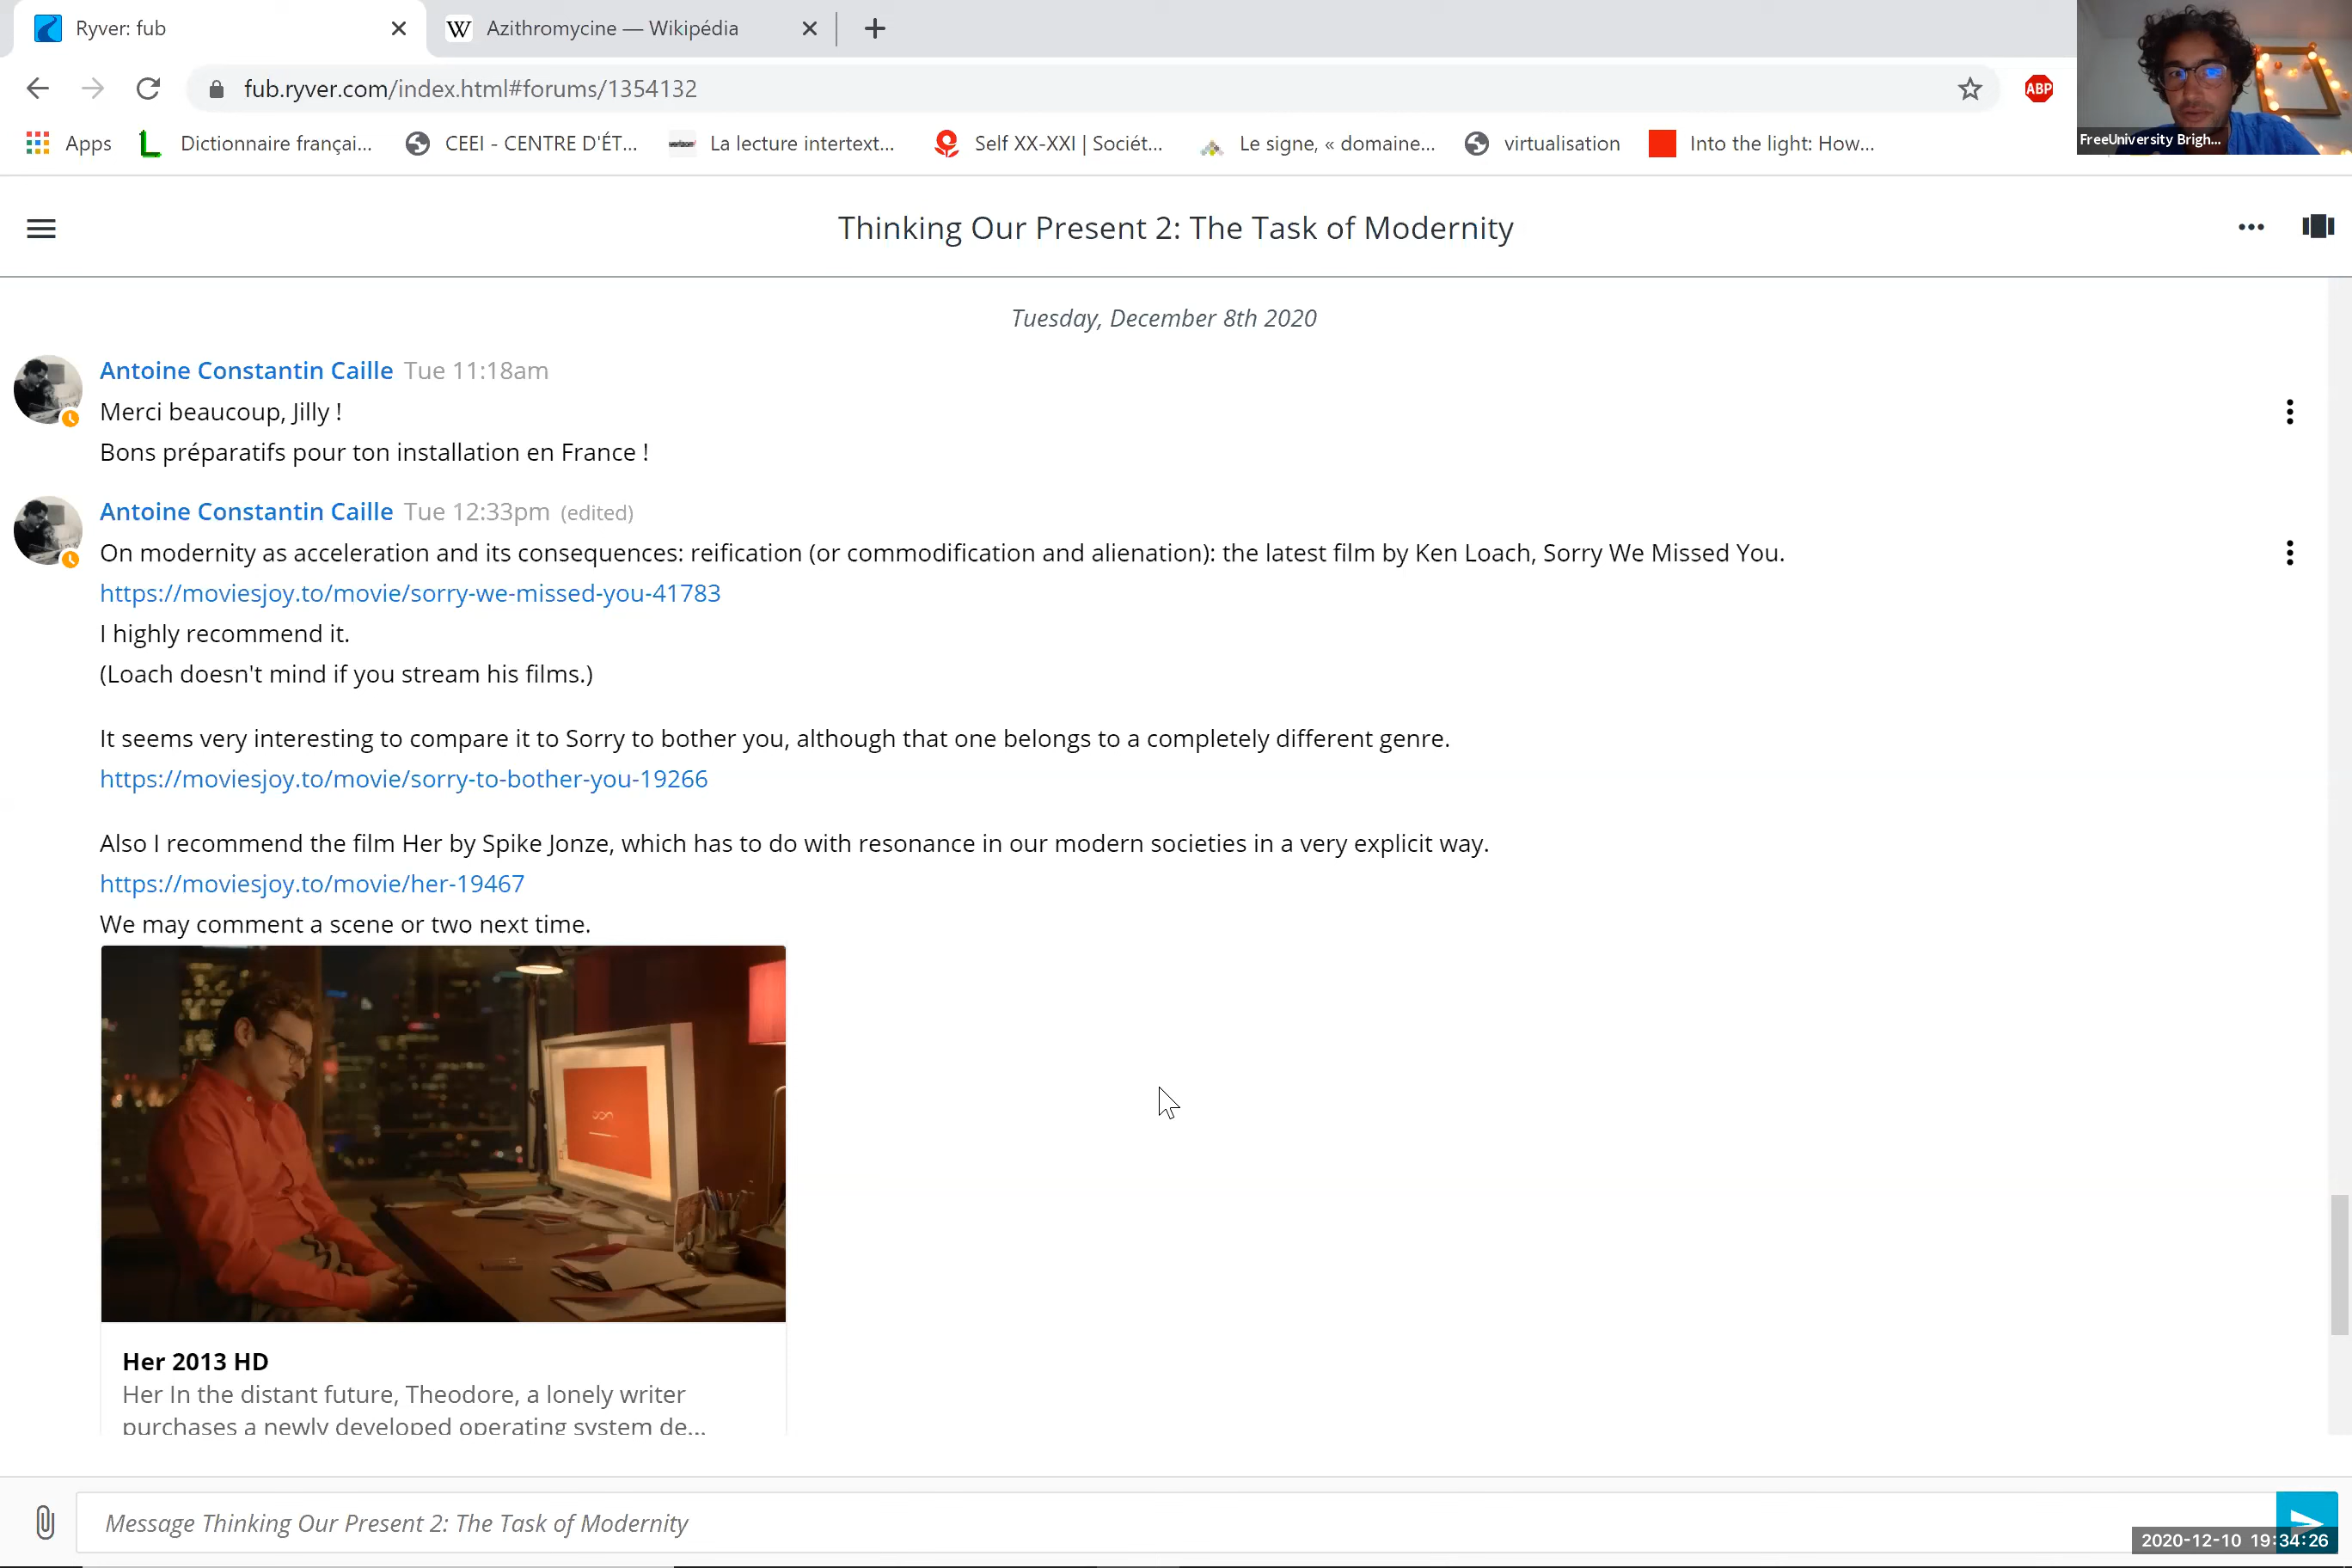 Ryver: fub
Azithromycine — Wikipédia
fub.ryver.com/index.html#forums/1354132
ABP
Apps
Dictionnaire françai...
CEEI - CENTRE D'ÉT...
La lecture intertext...
Self XX-XXI | Sociét...
Le signe, « domaine...
virtualisation
Into the light: How...
FreeUniversity Brigh...
Thinking Our Present 2: The Task of Modernity
Tuesday, December 8th 2020
Antoine Constantin Caille Tue 11:18am
Merci beaucoup, Jilly !
Bons préparatifs pour ton installation en France !
Antoine Constantin Caille Tue 12:33pm (edited)
On modernity as acceleration and its consequences: reification (or commodification and alienation): the latest film by Ken Loach, Sorry We Missed You.
https://moviesjoy.to/movie/sorry-we-missed-you-41783
I highly recommend it.
(Loach doesn't mind if you stream his films.)
It seems very interesting to compare it to Sorry to bother you, although that one belongs to a completely different genre.
https://moviesjoy.to/movie/sorry-to-bother-you-19266
Also I recommend the film Her by Spike Jonze, which has to do with resonance in our modern societies in a very explicit way.
https://moviesjoy.to/movie/her-19467
We may comment a scene or two next time.
Her 2013 HD
Her In the distant future, Theodore, a lonely writer
purchases a newly developed operating system de...
Message Thinking Our Present 2: The Task of Modernity
2020-12-10 19:34:26